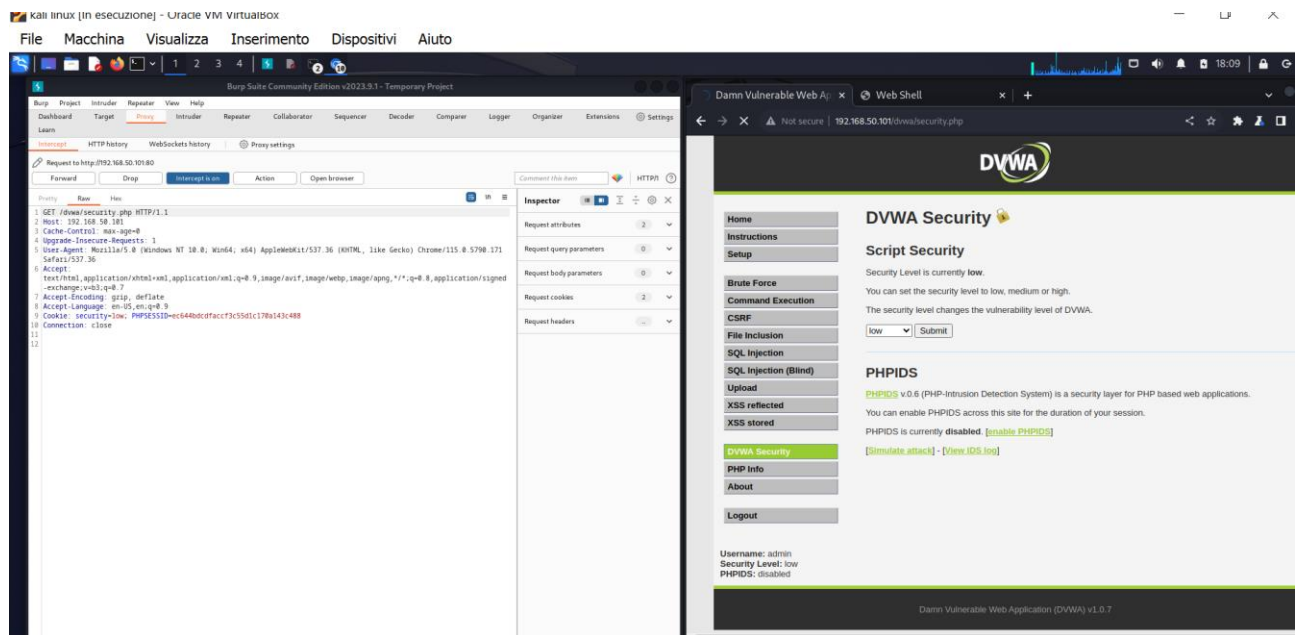 kali linux [In esecuzione] - Oracle VM VirtualBox
File Macchina Visualizza Inserimento Dispositivi Aiuto
1 2 3 4 18:09
Burp Suite Community Edition v2023.9.1 - Temporary Project
Burp Project Intruder Repeater View Help
Dashboard Target Proxy Intruder Repeater Collaborator Sequencer Decoder Comparer Logger Organizer Extensions Settings
Learn
Intercept HTTP history WebSockets history Proxy settings
Request to http://192.168.50.101:80
Forward Drop Intercept is on Action Open browser Comment this item HTTP/1
Pretty Raw Hex
1 GET /dvwa/security.php HTTP/1.1
2 Host: 192.168.50.101
3 Cache-Control: max-age=0
4 Upgrade-Insecure-Requests: 1
5 User-Agent: Mozilla/5.0 (Windows NT 10.0; Win64; x64) AppleWebKit/537.36 (KHTML, like Gecko) Chrome/115.0.5790.171
Safari/537.36
6 Accept:
text/html,application/xhtml+xml,application/xml;q=0.9,image/avif,image/webp,image/apng,*/*;q=0.8,application/signed
-exchange;v=b3;q=0.7
7 Accept-Encoding: gzip, deflate
8 Accept-Language: en-US,en;q=0.9
9 Cookie: security=low; PHPSESSID=ec644bdcdfaccf3c55d1c170a143c408
10 Connection: close
11
12
Inspector
Request attributes 2
Request query parameters 0
Request body parameters 0
Request cookies 2
Request headers
Damn Vulnerable Web Ap
Web Shell
Not secure 192.168.50.101/dvwa/security.php
DVWA
Home
Instructions
Setup
Brute Force
Command Execution
CSRF
File Inclusion
SQL Injection
SQL Injection (Blind)
Upload
XSS reflected
XSS stored
DVWA Security
PHP Info
About
Logout
DVWA Security
Script Security
Security Level is currently low.
You can set the security level to low, medium or high.
The security level changes the vulnerability level of DVWA.
low Submit
PHPIDS
PHPIDS v.0.6 (PHP-Intrusion Detection System) is a security layer for PHP based web applications.
You can enable PHPIDS across this site for the duration of your session.
PHPIDS is currently disabled. [enable PHPIDS]
[Simulate attack] - [View IDS log]
Username: admin
Security Level: low
PHPIDS: disabled
Damn Vulnerable Web Application (DVWA) v1.0.7